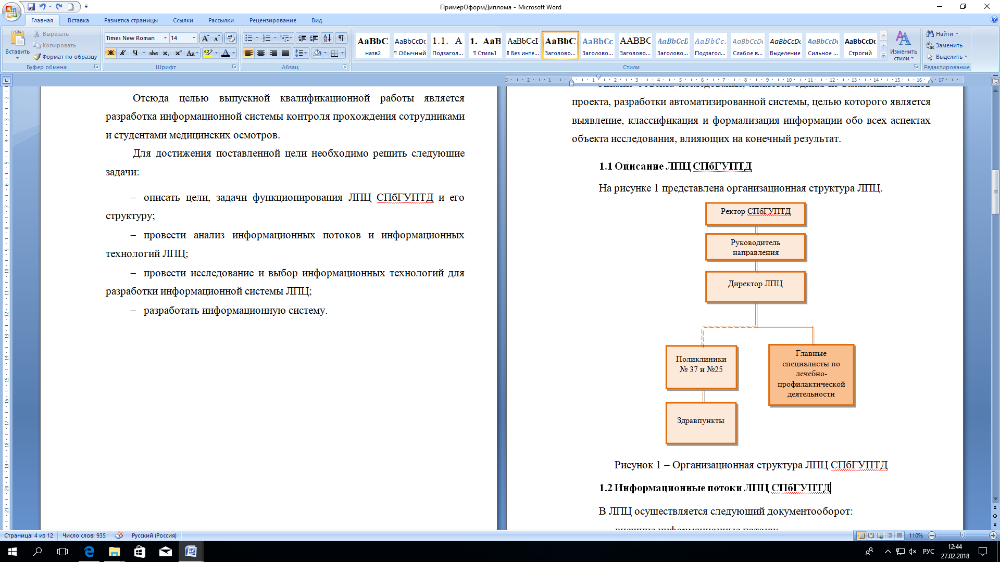 ПримерОформДиплома - Microsoft Word
Главная Вставка Разметка страницы Ссылки Рассылки Рецензирование Вид
Вставить
Вырезать
Копировать
Формат по образцу
Буфер обмена
Times New Roman 14
Шрифт
Абзац
AaBbC AaBbCcDc 1.1. A 1. AaB AaBbCcI AaBbC AaBbCc AABBC AaBbCcD AaBbCc. AaBbCcDc AaBbCcDc AaBbCcDc AaBbCcDc
назв2 ¶ Обычный Подзагол... ¶ Стиль1 ¶ Без инте... Заголово... Заголово... Заголово... Заголово... Подзагол... Слабое в... Выделение Сильное ... Строгий
Изменить стили
Стили
Найти
Заменить
Выделить
Редактирование
Отсюда целью выпускной квалификационной работы является
разработка информационной системы контроля прохождения сотрудниками
и студентами медицинских осмотров.
Для достижения поставленной цели необходимо решить следующие
задачи:
– описать цели, задачи функционирования ЛПЦ СПбГУПТД и его
структуру;
– провести анализ информационных потоков и информационных
технологий ЛПЦ;
– провести исследование и выбор информационных технологий для
разработки информационной системы ЛПЦ;
– разработать информационную систему.
проекта, разработки автоматизированной системы, целью которого является
выявление, классификация и формализация информации обо всех аспектах
объекта исследования, влияющих на конечный результат.
1.1 Описание ЛПЦ СПбГУПТД
На рисунке 1 представлена организационная структура ЛПЦ.
Ректор СПбГУПТД
Руководитель
направления
Директор ЛПЦ
Поликлиники
№ 37 и №25
Главные
специалисты по
лечебно-
профилактической
деятельности
Здравпункты
Рисунок 1 – Организационная структура ЛПЦ СПбГУПТД
1.2 Информационные потоки ЛПЦ СПбГУПТД
В ЛПЦ осуществляется следующий документооборот:
Страница: 4 из 12 Число слов: 935 Русский (Россия) 110%
РУС
12:44
27.02.2018